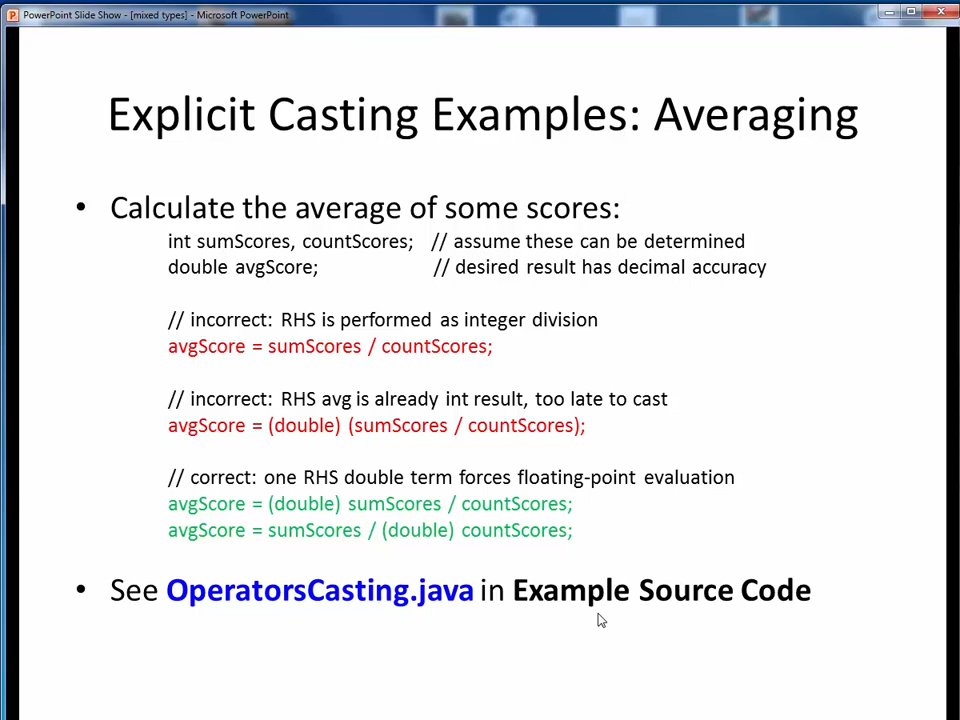 PowerPoint Slide Show - [mixed types] - Microsoft PowerPoint
Explicit Casting Examples: Averaging
• Calculate the average of some scores:
int sumScores, countScores; // assume these can be determined
double avgScore; // desired result has decimal accuracy
// incorrect: RHS is performed as integer division
avgScore = sumScores / countScores;
// incorrect: RHS avg is already int result, too late to cast
avgScore = (double) (sumScores / countScores);
// correct: one RHS double term forces floating-point evaluation
avgScore = (double) sumScores / countScores;
avgScore = sumScores / (double) countScores;
• See OperatorsCasting.java in Example Source Code